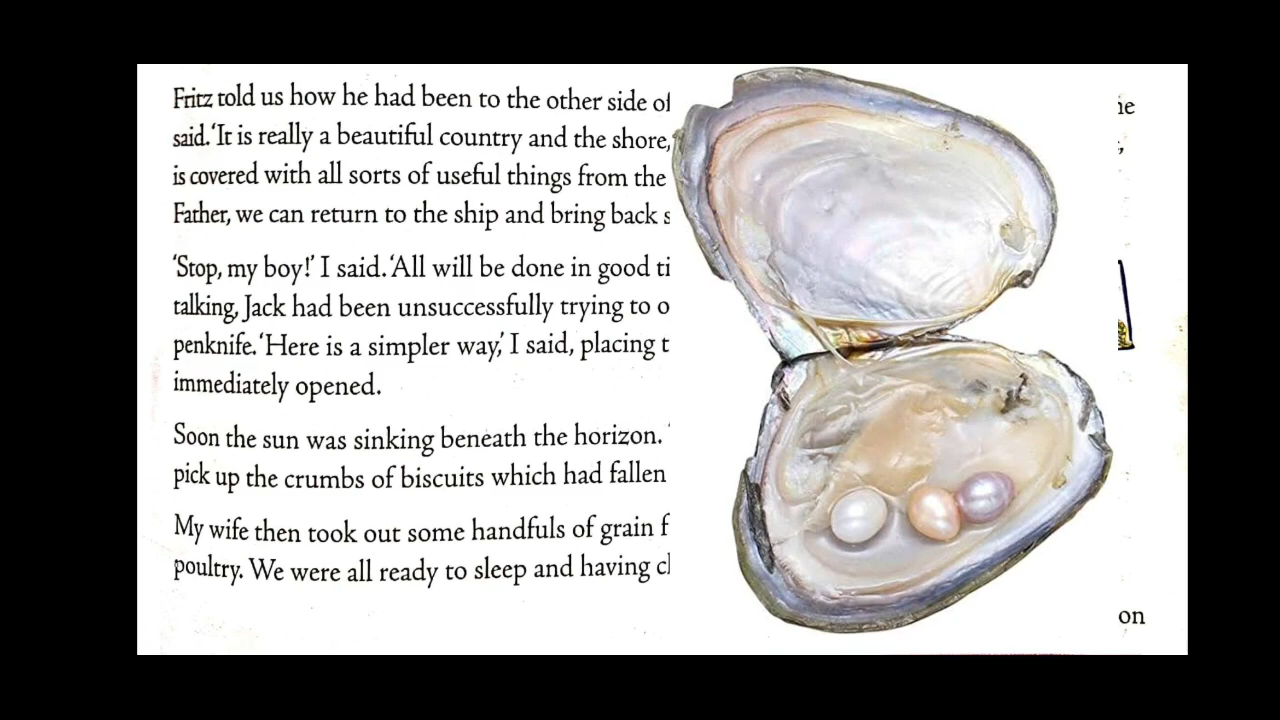 Fritz told us how he had been to the other side of
said. 'It is really a beautiful country and the shore,
is covered with all sorts of useful things from the
Father, we can return to the ship and bring back s
'Stop, my boy!' I said. 'All will be done in good ti
talking, Jack had been unsuccessfully trying to o
penknife. 'Here is a simpler way,' I said, placing t
immediately opened.
Soon the sun was sinking beneath the horizon.
pick up the crumbs of biscuits which had fallen
My wife then took out some handfuls of grain f
poultry. We were all ready to sleep and having cl
on